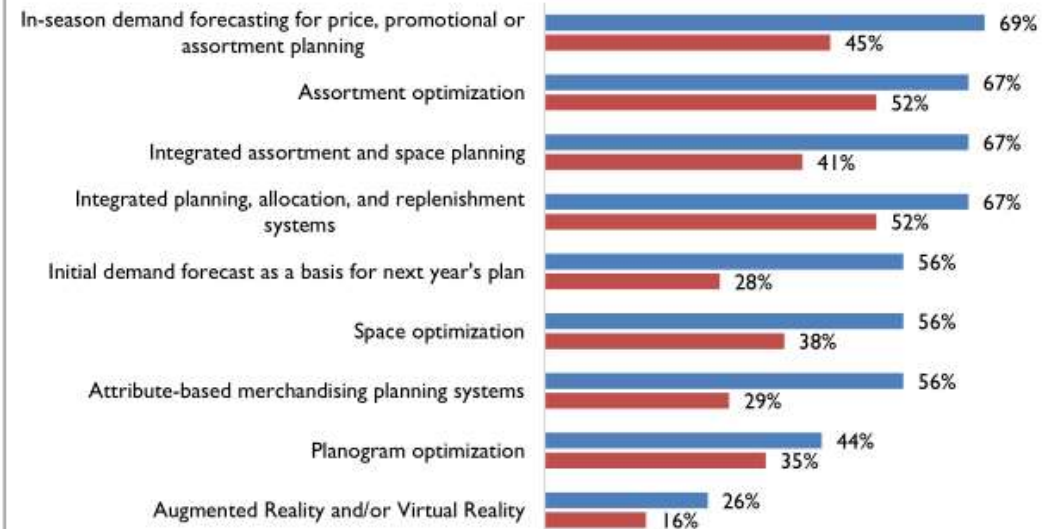 In-season demand forecasting for price, promotional or
assortment planning
69%
45%
Assortment optimization
67%
52%
Integrated assortment and space planning
67%
41%
Integrated planning, allocation, and replenishment
systems
67%
52%
Initial demand forecast as a basis for next year's plan
56%
28%
Space optimization
56%
38%
Attribute-based merchandising planning systems
56%
29%
Planogram optimization
44%
35%
Augmented Reality and/or Virtual Reality
26%
16%